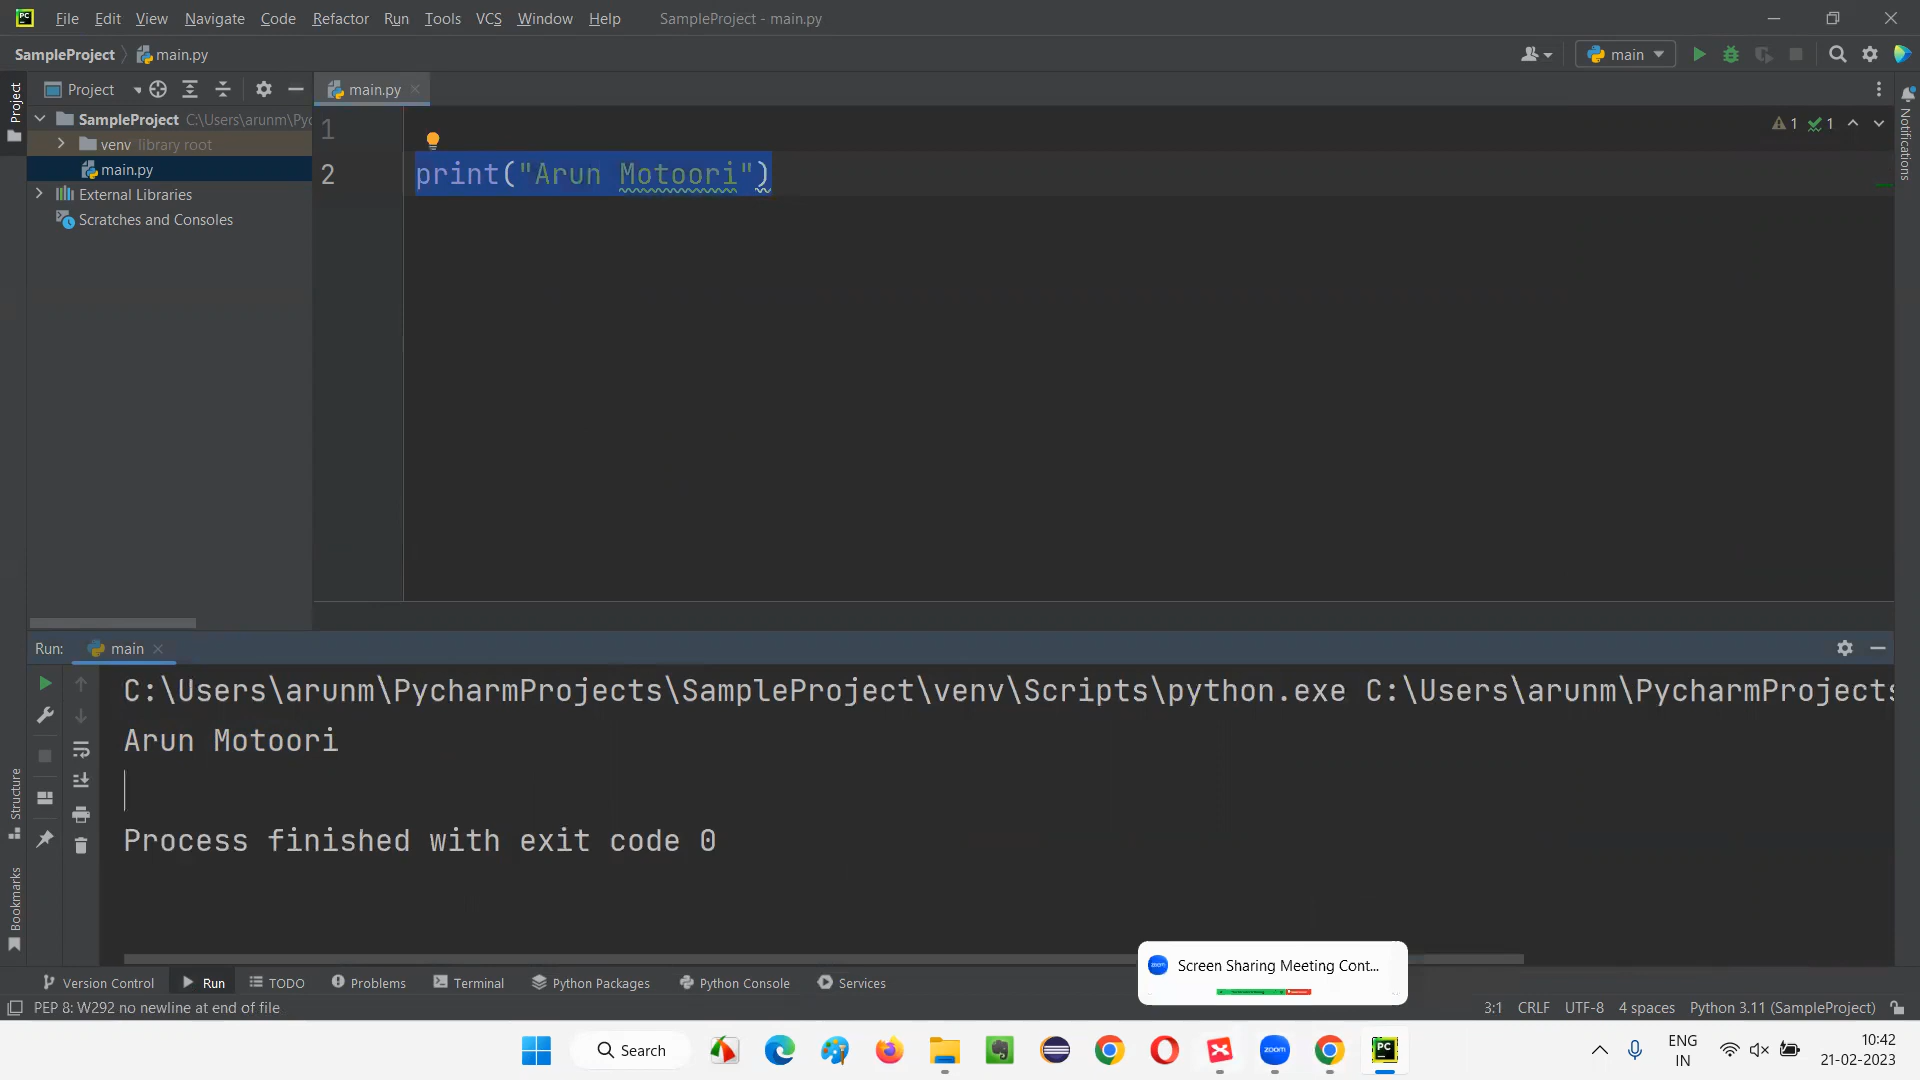 File Edit View Navigate Code Refactor Run Tools VCS Window Help SampleProject - main.py
SampleProject main.py main
Project main.py
Project
SampleProject C:\Users\arunm\Pyc
venv library root
main.py
External Libraries
Scratches and Consoles
1
2 print("Arun Motoori")
1 1
Notifications
Run: main
C:\Users\arunm\PycharmProjects\SampleProject\venv\Scripts\python.exe C:\Users\arunm\PycharmProjects
Arun Motoori
Process finished with exit code 0
Structure
Bookmarks
Screen Sharing Meeting Cont...
Version Control Run TODO Problems Terminal Python Packages Python Console Services
PEP 8: W292 no newline at end of file 3:1 CRLF UTF-8 4 spaces Python 3.11 (SampleProject)
Search zoom PC ENG IN 10:42
21-02-2023